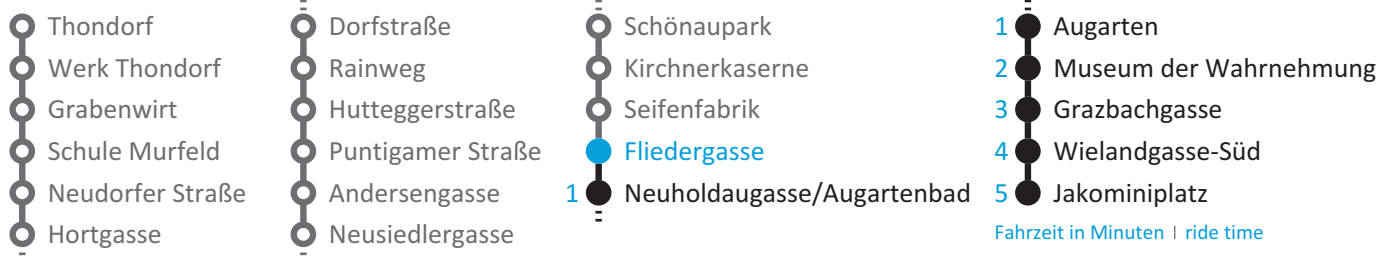 Thondorf
Werk Thondorf
Grabenwirt
Schule Murfeld
Neudorfer Straße
Hortgasse
Dorfstraße
Rainweg
Hutteggerstraße
Puntigamer Straße
Andersengasse
Neusiedlergasse
Schönaupark
Kirchnerkaserne
Seifenfabrik
Fliedergasse
1 Neuholdaugasse/Augartenbad
1 Augarten
2 Museum der Wahrnehmung
3 Grazbachgasse
4 Wielandgasse-Süd
5 Jakominiplatz
Fahrzeit in Minuten | ride time